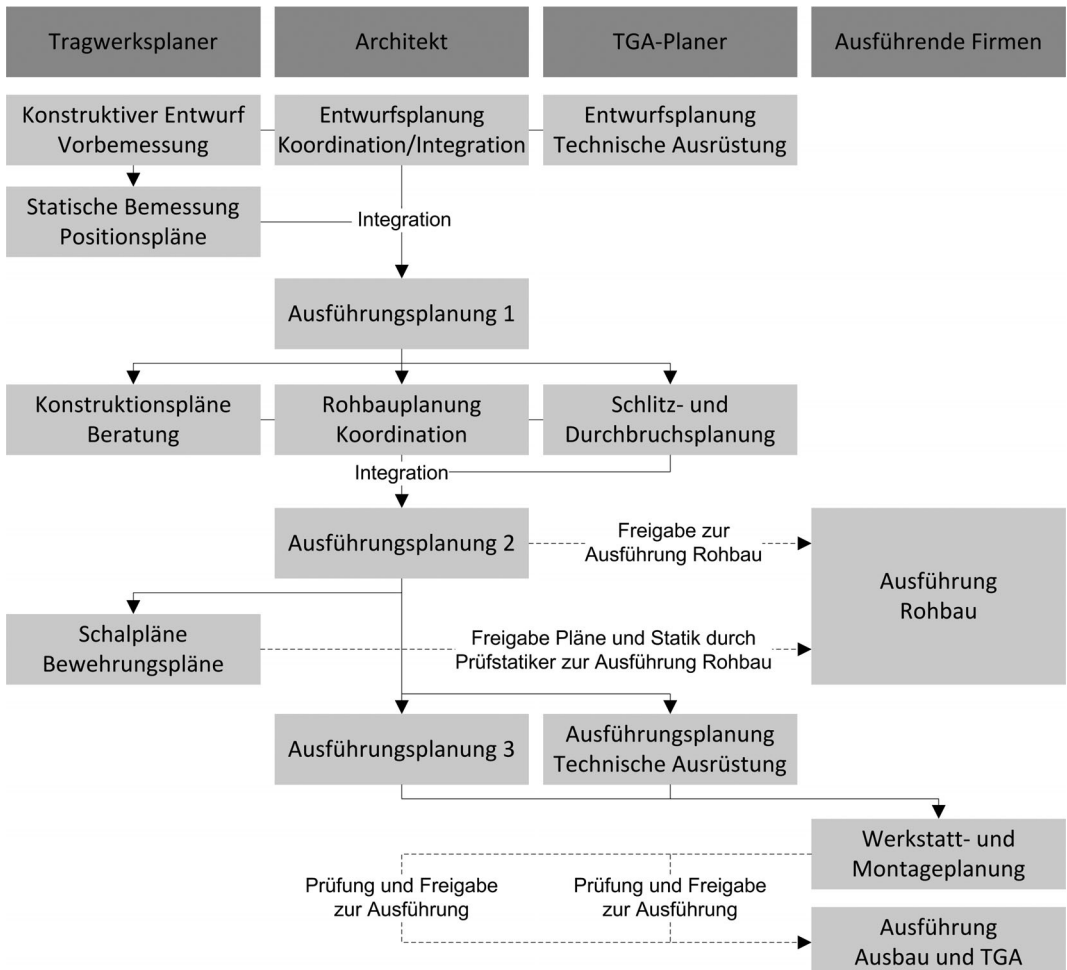 Tragwerksplaner
Architekt
TGA-Planer
Ausführende Firmen
Konstruktiver Entwurf
Vorbemessung
Entwurfsplanung
Koordination/Integration
Entwurfsplanung
Technische Ausrüstung
Statische Bemessung
Positionspläne
Integration
Ausführungsplanung 1
Konstruktionspläne
Beratung
Rohbauplanung
Koordination
Schlitz- und
Durchbruchsplanung
Integration
Ausführungsplanung 2
Freigabe zur
Ausführung Rohbau
Ausführung
Rohbau
Schalpläne
Bewehrungspläne
Freigabe Pläne und Statik durch
Prüfstatiker zur Ausführung Rohbau
Ausführungsplanung 3
Ausführungsplanung
Technische Ausrüstung
Werkstatt- und
Montageplanung
Prüfung und Freigabe
zur Ausführung
Prüfung und Freigabe
zur Ausführung
Ausführung
Ausbau und TGA